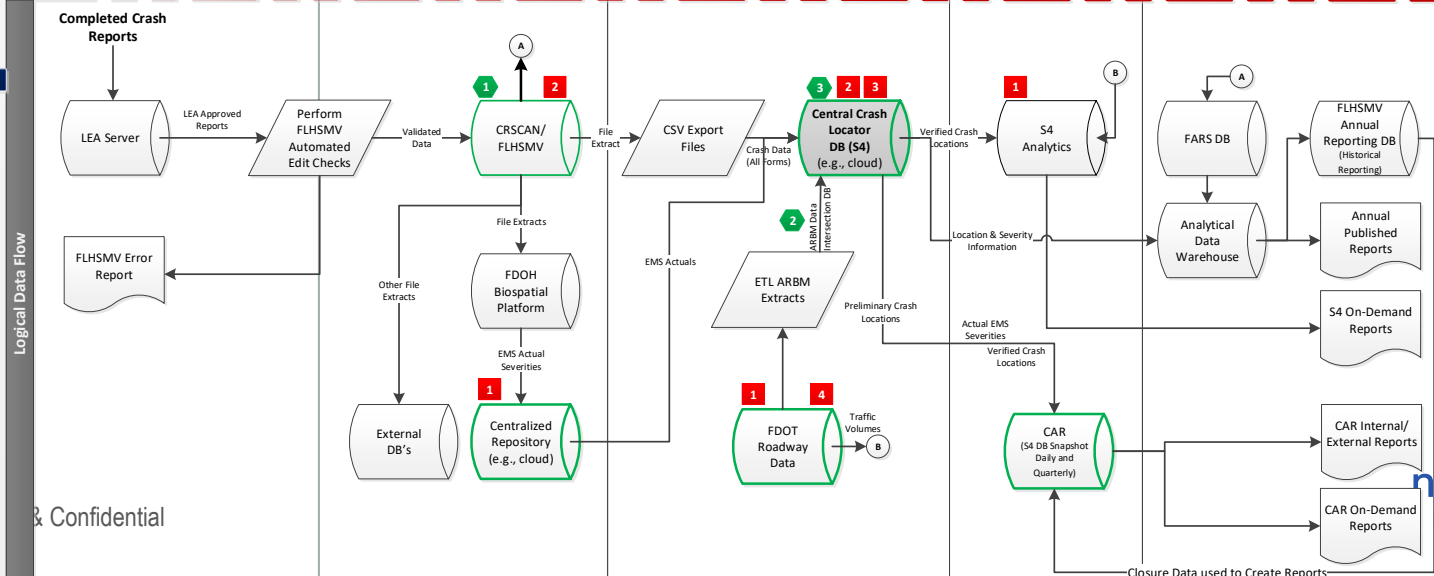 Completed Crash
Reports
Logical Data Flow
LEA Server
LEA Approved
Reports
Perform
FLHSMV
Automated
Edit Checks
FLHSMV Error
Report
Validated
Data
A
1
2
CRSCAN/
FLHSMV
File
Extract
File Extracts
Other File
Extracts
FDOH
Biospatial
Platform
EMS Actual
Severities
1
External
DB's
Centralized
Repository
(e.g., cloud)
CSV Export
Files
EMS Actuals
Crash Data
(All Forms)
3
2
3
Central Crash
Locator
DB (S4)
(e.g., cloud)
2
ARBM Data
Intersection DB
ETL ARBM
Extracts
1
4
FDOT
Roadway
Data
Traffic
Volumes
B
Preliminary Crash
Locations
Verified Crash
Locations
1
S4
Analytics
B
Location & Severity
Information
Actual EMS
Severities
Verified Crash
Locations
CAR
(S4 DB Snapshot
Daily and
Quarterly)
A
FARS DB
Analytical
Data
Warehouse
FLHSMV
Annual
Reporting DB
(Historical
Reporting)
Annual
Published
Reports
S4 On-Demand
Reports
CAR Internal/
External Reports
CAR On-Demand
Reports
Closure Data used to Create Reports
& Confidential
n